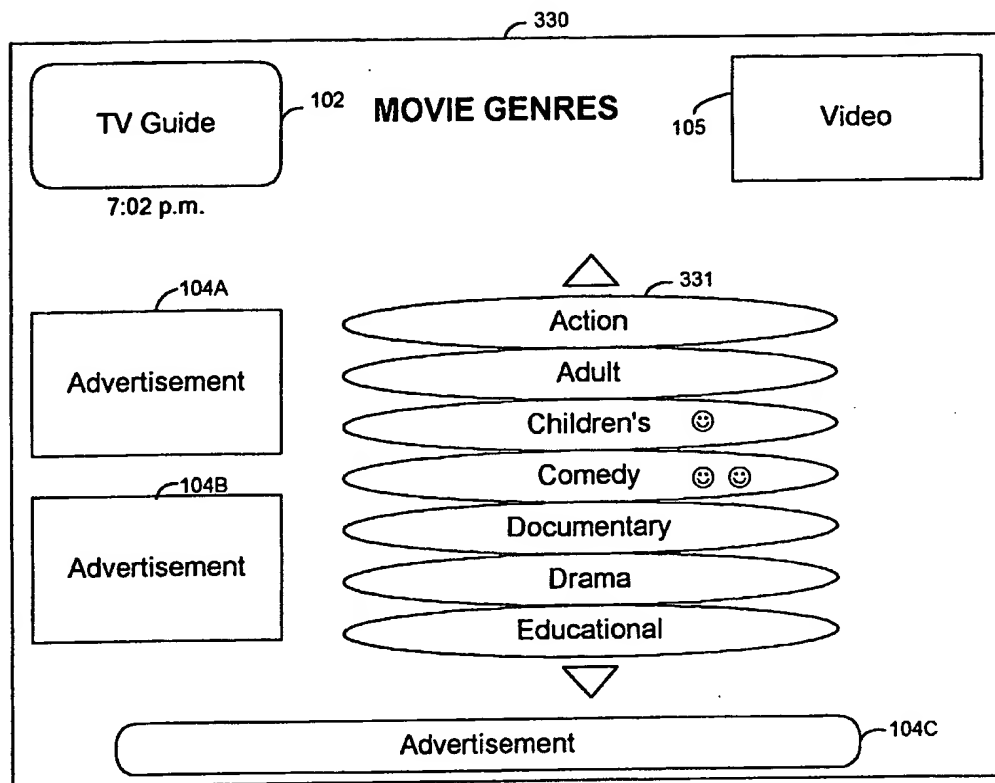 330
TV Guide
102
MOVIE GENRES
105
Video
7:02 p.m.
104A
Advertisement
331
Action
Adult
Children's ☺
Comedy ☺ ☺
104B
Advertisement
Documentary
Drama
Educational
Advertisement
104C